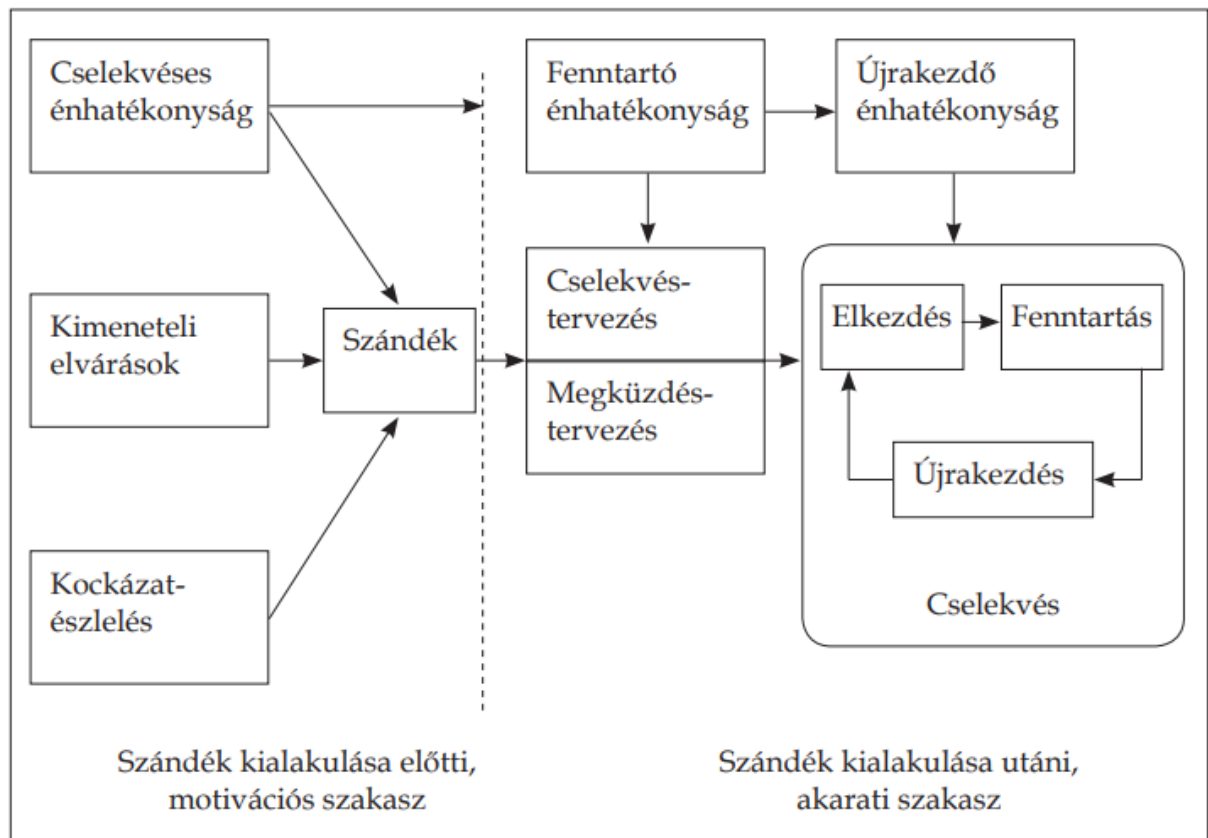 Cselekvéses
énhatékonyság
Fenntartó
énhatékonyság
Újrakezdő
énhatékonyság
Kimeneteli
elvárások
Szándék
Cselekvés-
tervezés
Megküzdés-
tervezés
Elkezdés
Fenntartás
Újrakezdés
Cselekvés
Kockázat-
észlelés
Szándék kialakulása előtti,
motivációs szakasz
Szándék kialakulása utáni,
akarati szakasz